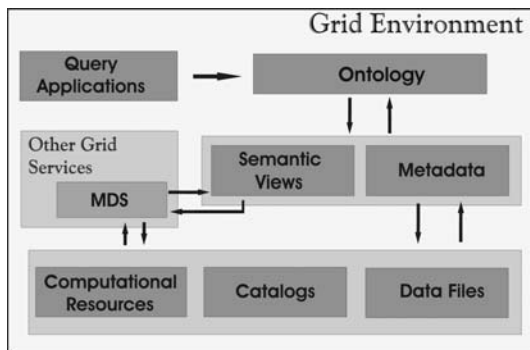 Grid Environment
Query
Applications
Ontology
Other Grid
Services
MDS
Semantic
Views
Metadata
Computational
Resources
Catalogs
Data Files